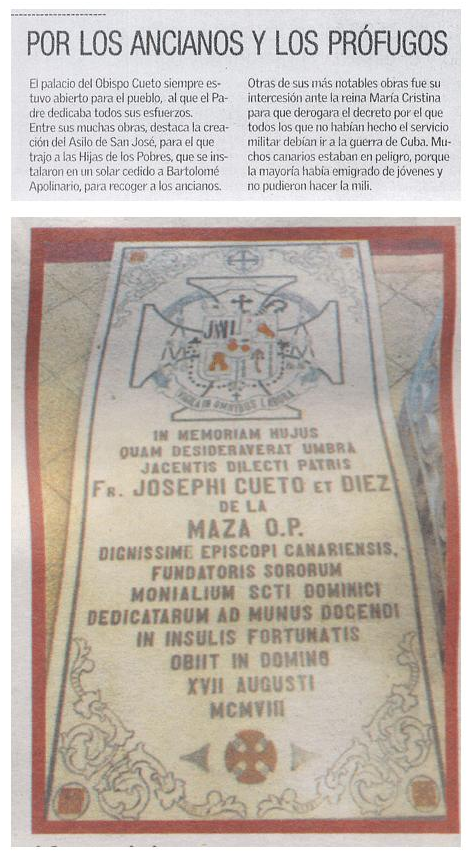 POR LOS ANCIANOS Y LOS PRÓFUGOS
El palacio del Obispo Cueto siempre es-
tuvo abierto para el pueblo, al que el Pa-
dre dedicaba todos sus esfuerzos.
Entre sus muchas obras, destaca la crea-
ción del Asilo de San José, para el que
trajo a las Hijas de los Pobres, que se ins-
talaron en un solar cedido a Bartolomé
Apolinario, para recoger a los ancianos.
Otras de sus más notables obras fue su
intercesión ante la reina María Cristina
para que derogara el decreto por el que
todos los que no habían hecho el servicio
militar debían ir a la guerra de Cuba. Mu-
chos canarios estaban en peligro, porque
la mayoría había emigrado de jóvenes y
no pudieron hacer la mili.
VIGILA IN OMNIBUS LABORA
IN MEMORIAM HUJUS
QUAM DESIDERAVERAT UMBRA
JACENTIS DILECTI PATRIS
FR. JOSEPHI CUETO ET DIEZ
DE LA
MAZA O.P.
DIGNISSIME EPISCOPI CANARIENSIS,
FUNDATORIS SORORUM
MONIALIUM SCTI DOMINICI
DEDICATARUM AD MUNUS DOCENDI
IN INSULIS FORTUNATIS
OBIIT IN DOMINO
XVII AUGUSTI
MCMVIII